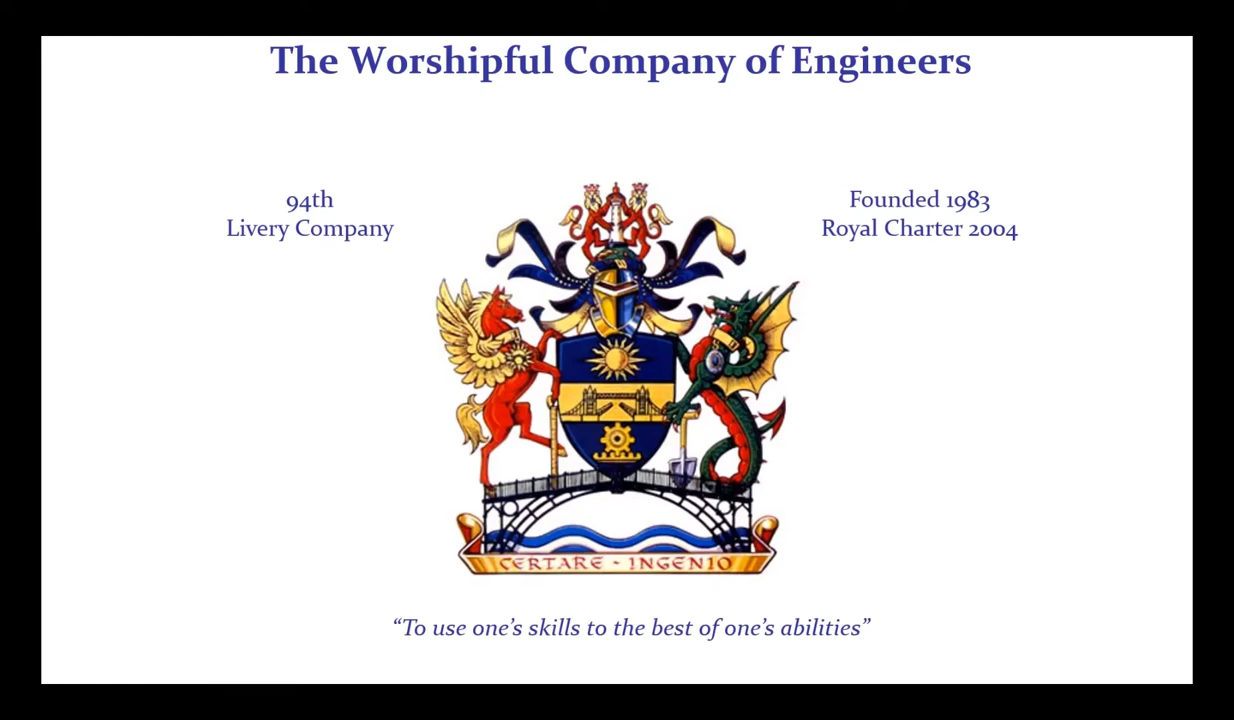 The Worshipful Company of Engineers
94th
Livery Company
Founded 1983
Royal Charter 2004
CERTARE - INGENIO
“To use one’s skills to the best of one’s abilities”